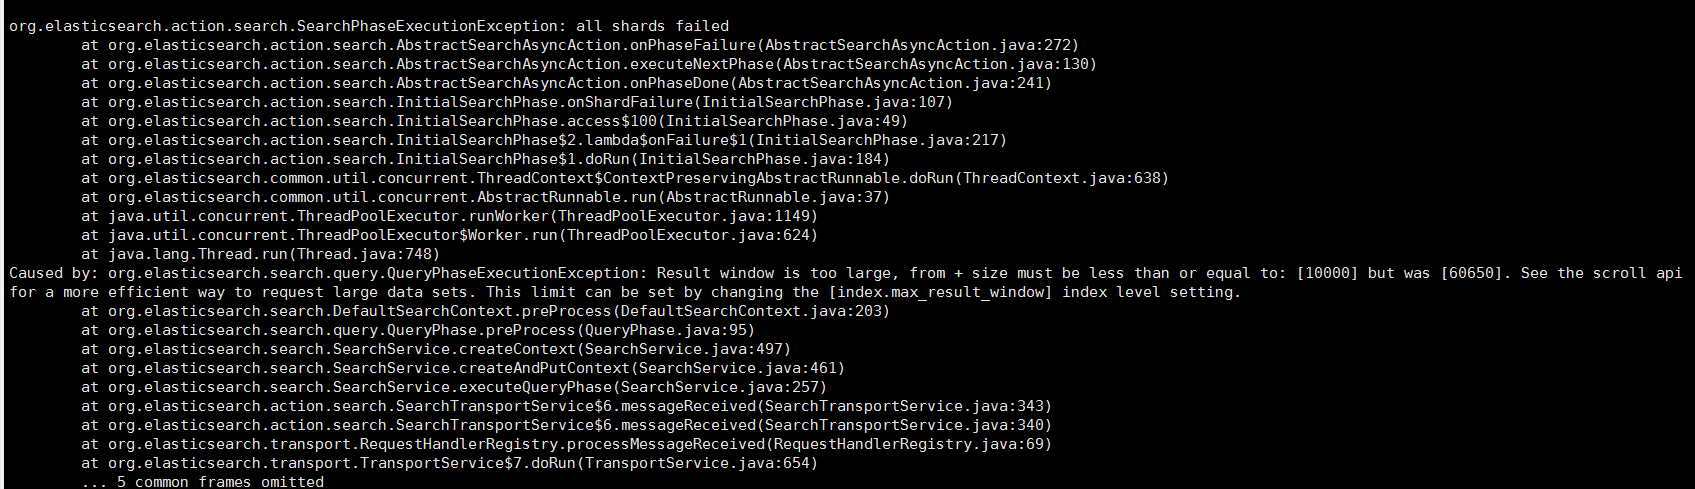 org.elasticsearch.action.search.SearchPhaseExecutionException: all shards failed
        at org.elasticsearch.action.search.AbstractSearchAsyncAction.onPhaseFailure(AbstractSearchAsyncAction.java:272)
        at org.elasticsearch.action.search.AbstractSearchAsyncAction.executeNextPhase(AbstractSearchAsyncAction.java:130)
        at org.elasticsearch.action.search.AbstractSearchAsyncAction.onPhaseDone(AbstractSearchAsyncAction.java:241)
        at org.elasticsearch.action.search.InitialSearchPhase.onShardFailure(InitialSearchPhase.java:107)
        at org.elasticsearch.action.search.InitialSearchPhase.access$100(InitialSearchPhase.java:49)
        at org.elasticsearch.action.search.InitialSearchPhase$2.lambda$onFailure$1(InitialSearchPhase.java:217)
        at org.elasticsearch.action.search.InitialSearchPhase$1.doRun(InitialSearchPhase.java:184)
        at org.elasticsearch.common.util.concurrent.ThreadContext$ContextPreservingAbstractRunnable.doRun(ThreadContext.java:638)
        at org.elasticsearch.common.util.concurrent.AbstractRunnable.run(AbstractRunnable.java:37)
        at java.util.concurrent.ThreadPoolExecutor.runWorker(ThreadPoolExecutor.java:1149)
        at java.util.concurrent.ThreadPoolExecutor$Worker.run(ThreadPoolExecutor.java:624)
        at java.lang.Thread.run(Thread.java:748)
Caused by: org.elasticsearch.search.query.QueryPhaseExecutionException: Result window is too large, from + size must be less than or equal to: [10000] but was [60650]. See the scroll api
for a more efficient way to request large data sets. This limit can be set by changing the [index.max_result_window] index level setting.
        at org.elasticsearch.search.DefaultSearchContext.preProcess(DefaultSearchContext.java:203)
        at org.elasticsearch.search.query.QueryPhase.preProcess(QueryPhase.java:95)
        at org.elasticsearch.search.SearchService.createContext(SearchService.java:497)
        at org.elasticsearch.search.SearchService.createAndPutContext(SearchService.java:461)
        at org.elasticsearch.search.SearchService.executeQueryPhase(SearchService.java:257)
        at org.elasticsearch.action.search.SearchTransportService$6.messageReceived(SearchTransportService.java:343)
        at org.elasticsearch.action.search.SearchTransportService$6.messageReceived(SearchTransportService.java:340)
        at org.elasticsearch.transport.RequestHandlerRegistry.processMessageReceived(RequestHandlerRegistry.java:69)
        at org.elasticsearch.transport.TransportService$7.doRun(TransportService.java:654)
        ... 5 common frames omitted